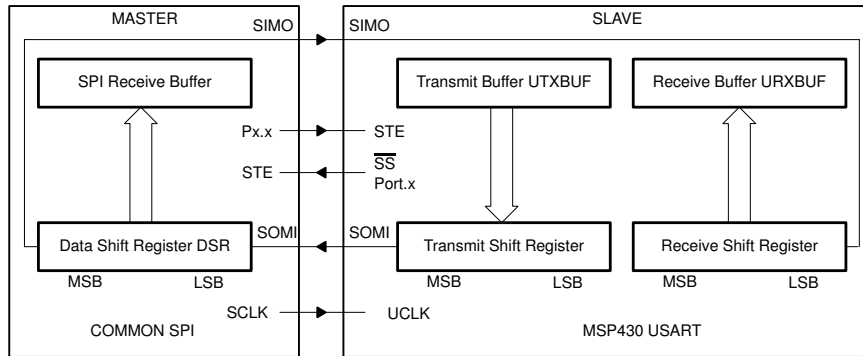 MASTER
SLAVE
SIMO
SIMO
SPI Receive Buffer
Transmit Buffer UTXBUF
Receive Buffer URXBUF
Px.x
STE
STE
SS
Port.x
SOMI
SOMI
Data Shift Register DSR
Transmit Shift Register
Receive Shift Register
MSB
LSB
MSB
LSB
MSB
LSB
SCLK
UCLK
COMMON SPI
MSP430 USART